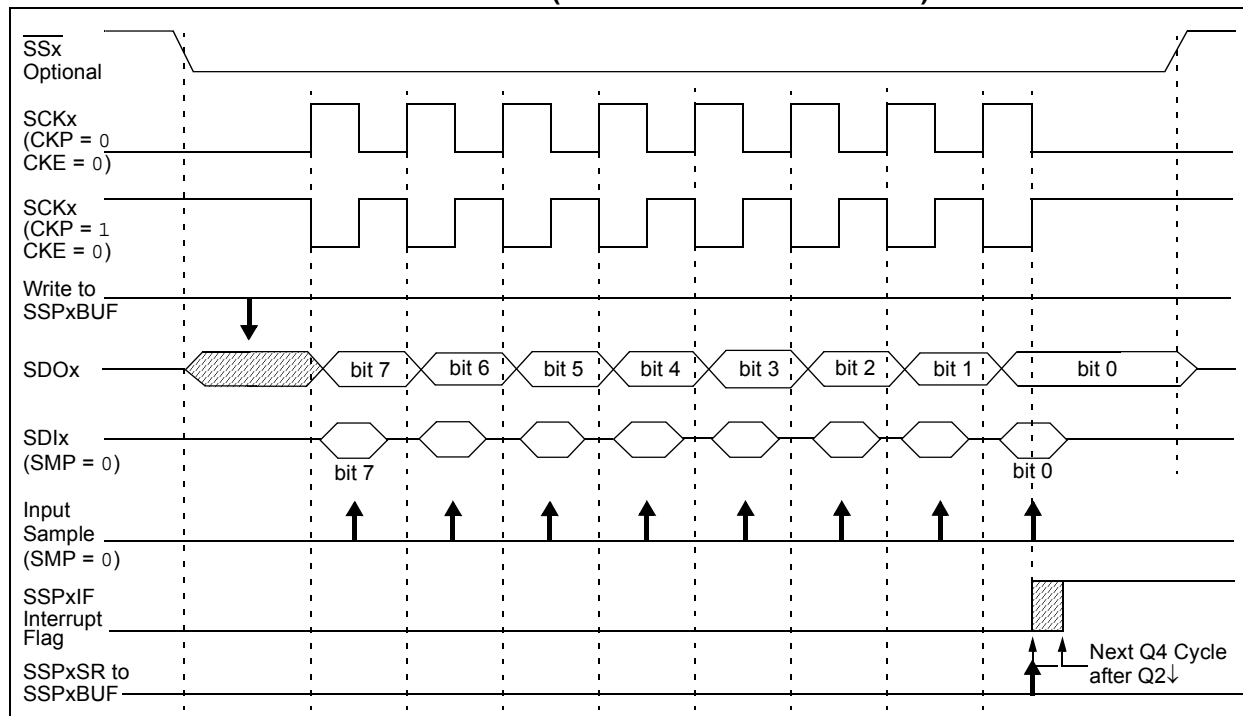 SSx
Optional
SCKx
(CKP = 0
CKE = 0)
SCKx
(CKP = 1
CKE = 0)
Write to
SSPxBUF
SDOx
bit 7
bit 6
bit 5
bit 4
bit 3
bit 2
bit 1
bit 0
SDIx
(SMP = 0)
bit 7
bit 0
Input
Sample
(SMP = 0)
SSPxIF
Interrupt
Flag
Next Q4 Cycle
after Q2↓
SSPxSR to
SSPxBUF